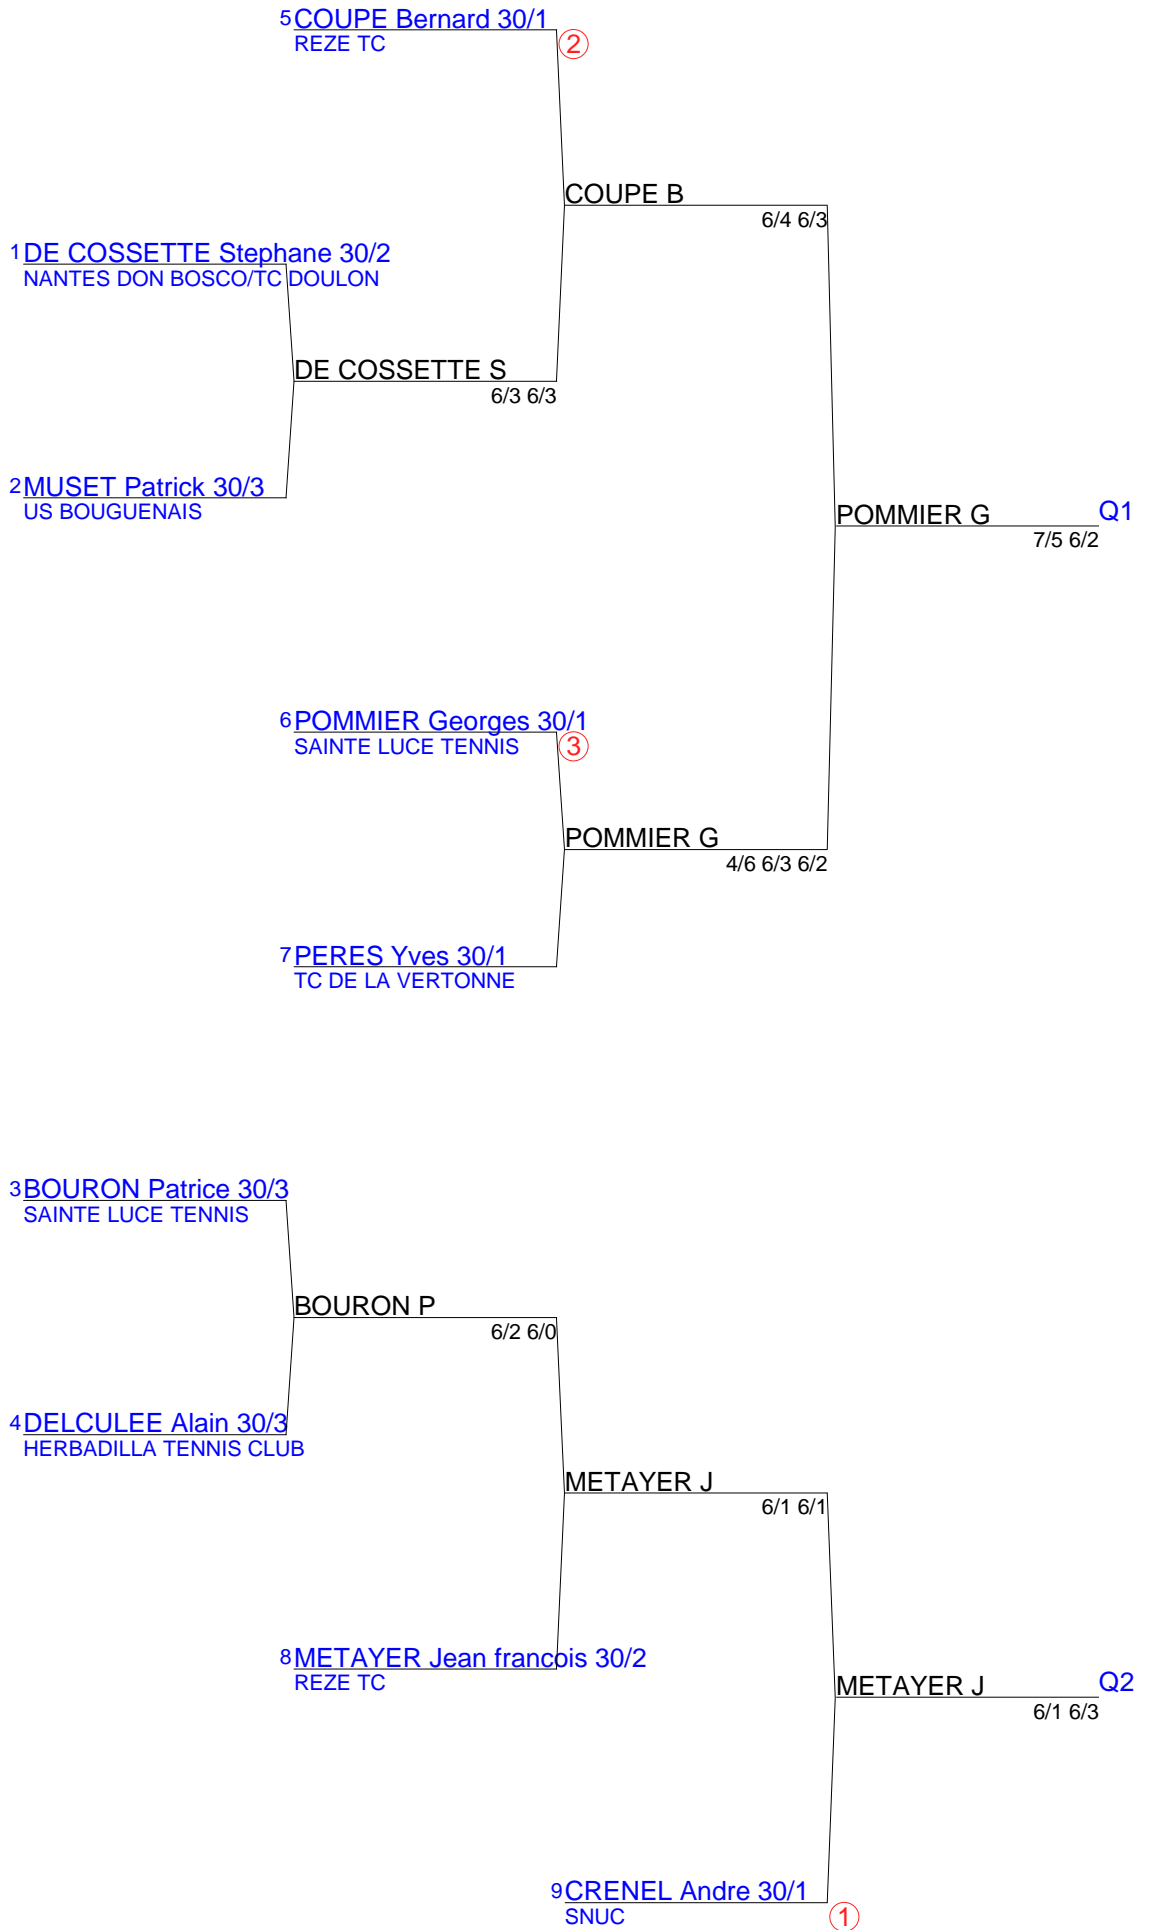 5 COUPE Bernard 30/1
REZE TC
2
COUPE B
6/4 6/3
1 DE COSSETTE Stephane 30/2
NANTES DON BOSCO/TC DOULON
DE COSSETTE S
6/3 6/3
2 MUSET Patrick 30/3
US BOUGUENAIS
POMMIER G Q1
7/5 6/2
6 POMMIER Georges 30/1
SAINTE LUCE TENNIS
3
POMMIER G
4/6 6/3 6/2
7 PERES Yves 30/1
TC DE LA VERTONNE
3 BOURON Patrice 30/3
SAINTE LUCE TENNIS
BOURON P
6/2 6/0
4 DELCULEE Alain 30/3
HERBADILLA TENNIS CLUB
METAYER J
6/1 6/1
8 METAYER Jean francois 30/2
REZE TC
METAYER J Q2
6/1 6/3
9 CRENEL Andre 30/1
SNUC
1